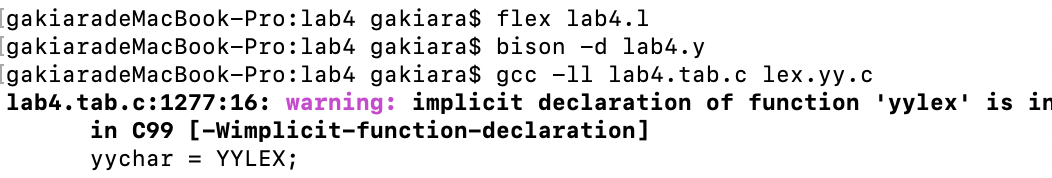 [gakiaradeMacBook-Pro:lab4 gakiara$ flex lab4.l
[gakiaradeMacBook-Pro:lab4 gakiara$ bison -d lab4.y
[gakiaradeMacBook-Pro:lab4 gakiara$ gcc -ll lab4.tab.c lex.yy.c
lab4.tab.c:1277:16: warning: implicit declaration of function 'yylex' is in
in C99 [-Wimplicit-function-declaration]
yychar = YYLEX;